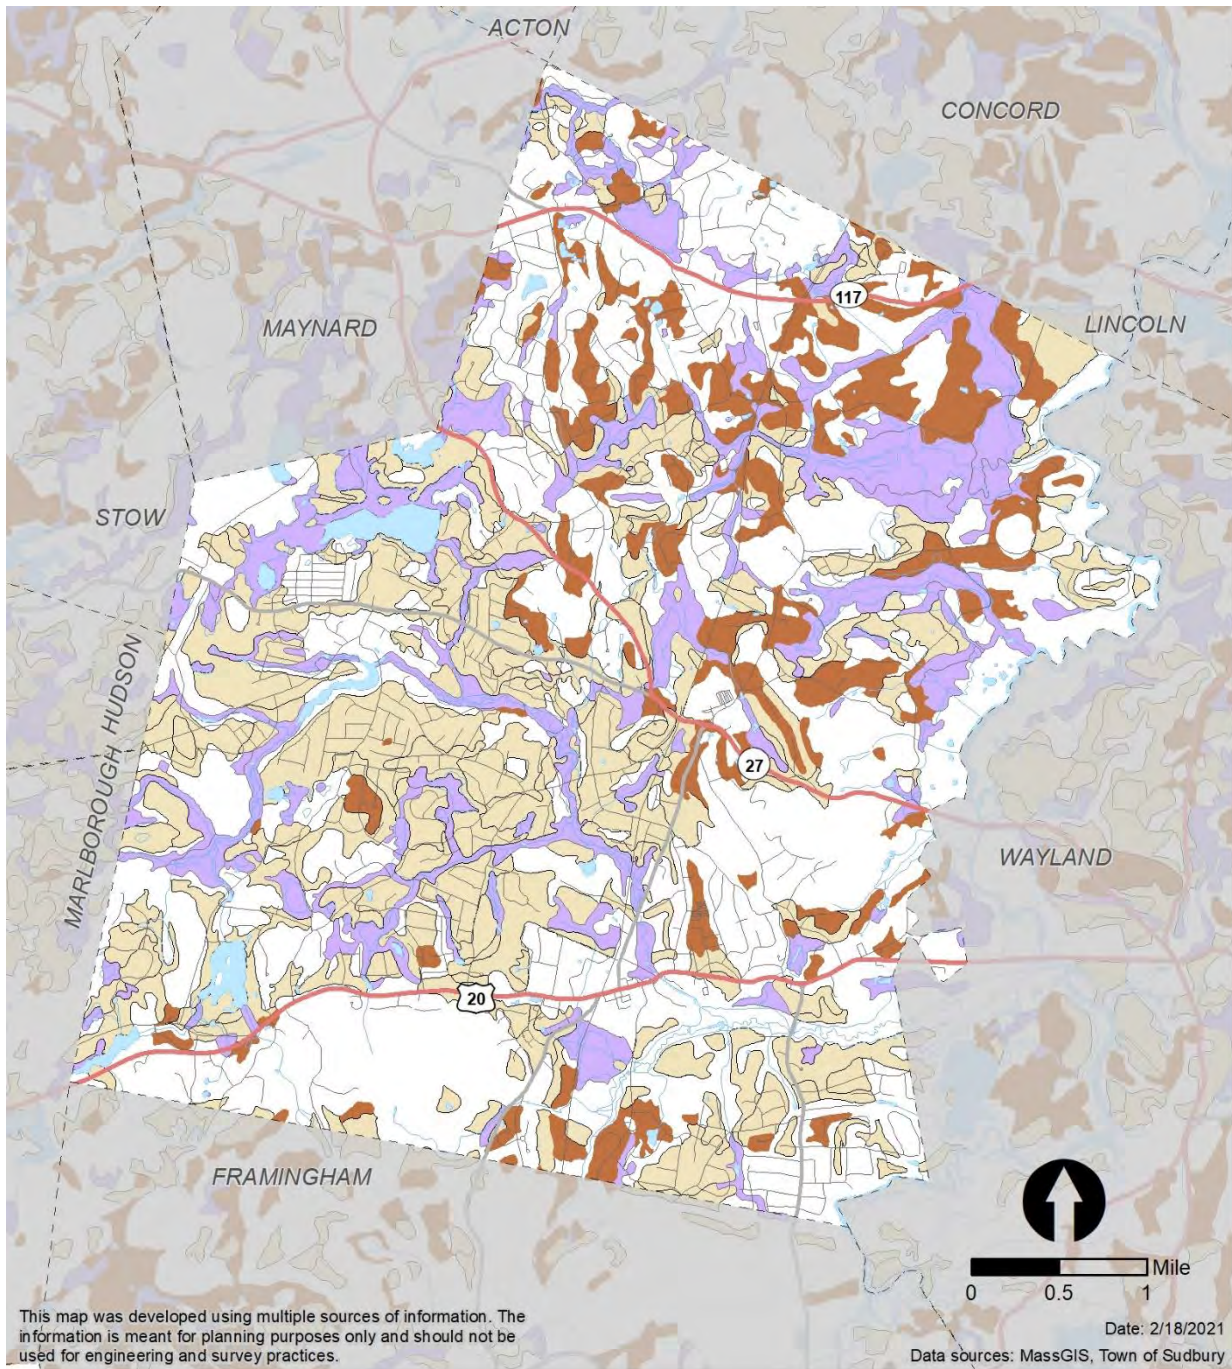 ACTON
CONCORD
117
LINCOLN
MAYNARD
STOW
MARLBOROUGH HUDSON
27
WAYLAND
20
FRAMINGHAM
Mile
0 0.5 1
This map was developed using multiple sources of information. The
information is meant for planning purposes only and should not be
used for engineering and survey practices.
Date: 2/18/2021
Data sources: MassGIS, Town of Sudbury